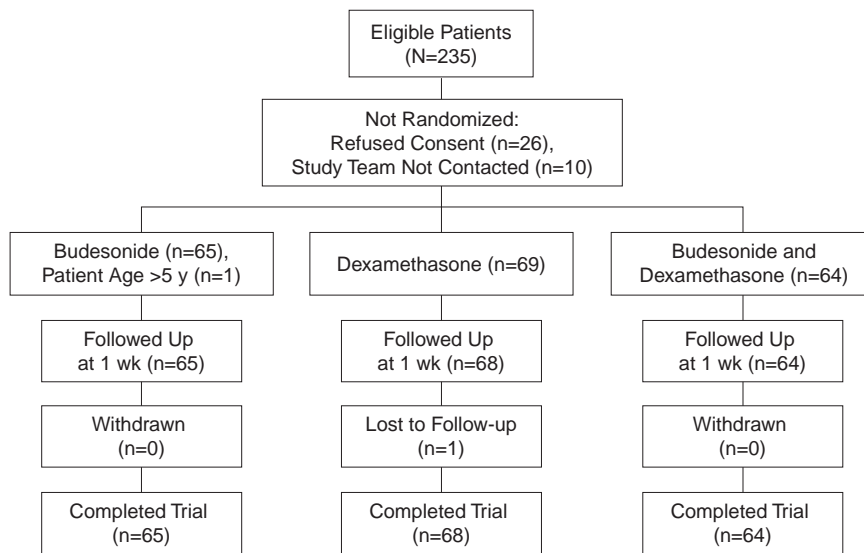 Eligible Patients
(N=235)
Not Randomized:
Refused Consent (n=26),
Study Team Not Contacted (n=10)
Budesonide (n=65),
Patient Age >5 y (n=1)
Dexamethasone (n=69)
Budesonide and
Dexamethasone (n=64)
Followed Up
at 1 wk (n=65)
Followed Up
at 1 wk (n=68)
Followed Up
at 1 wk (n=64)
Withdrawn
(n=0)
Lost to Follow-up
(n=1)
Withdrawn
(n=0)
Completed Trial
(n=65)
Completed Trial
(n=68)
Completed Trial
(n=64)